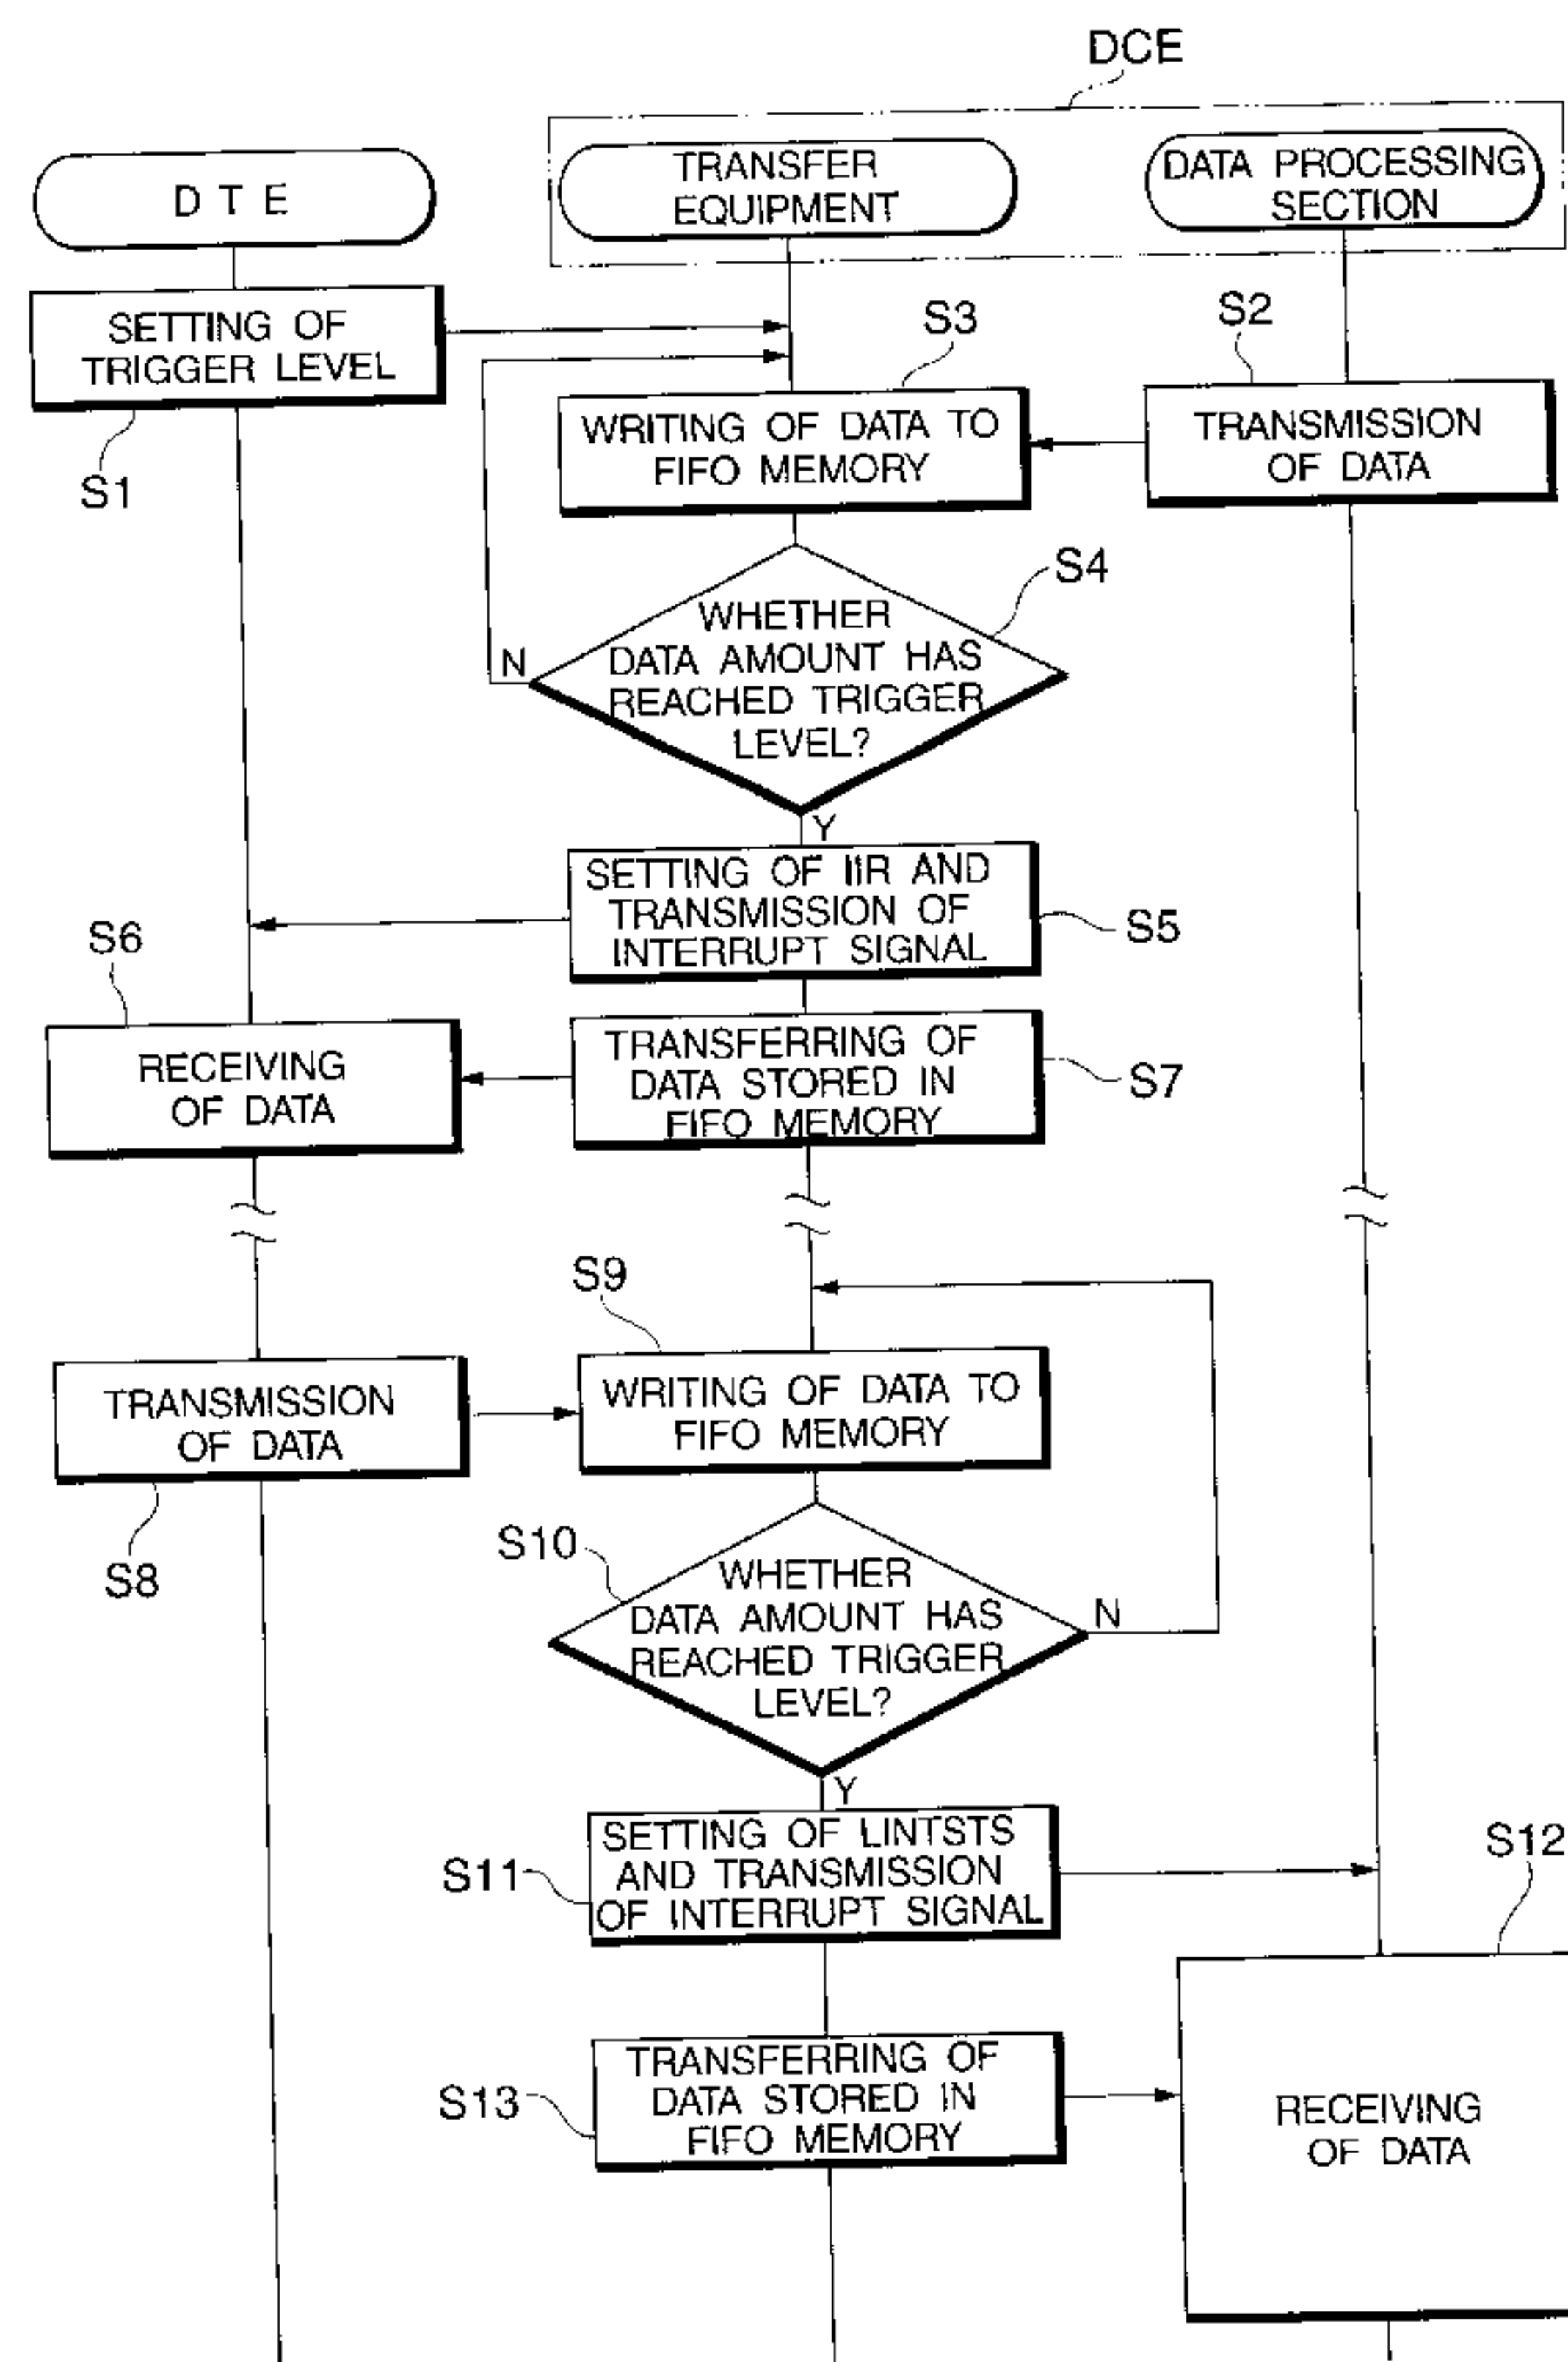 DCE
D T E
TRANSFER
EQUIPMENT
DATA PROCESSING
SECTION
SETTING OF
TRIGGER LEVEL
S1
S3
S2
WRITING OF DATA TO
FIFO MEMORY
TRANSMISSION
OF DATA
S4
WHETHER
DATA AMOUNT HAS
REACHED TRIGGER
LEVEL?
N
Y
SETTING OF IIR AND
TRANSMISSION OF
INTERRUPT SIGNAL
S5
S6
RECEIVING
OF DATA
TRANSFERRING OF
DATA STORED IN
FIFO MEMORY
S7
S9
TRANSMISSION
OF DATA
S8
WRITING OF DATA TO
FIFO MEMORY
S10
WHETHER
DATA AMOUNT HAS
REACHED TRIGGER
LEVEL?
N
Y
SETTING OF LINTSTS
AND TRANSMISSION
OF INTERRUPT SIGNAL
S11
S12
TRANSFERRING OF
DATA STORED IN
FIFO MEMORY
S13
RECEIVING
OF DATA